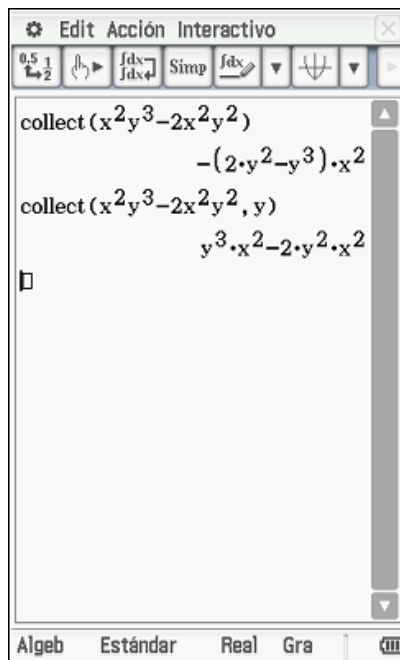 Edit Acción Interactivo
0.5 1/2 ∫dx ∫dx Simp ∫dx
collect(x²y³−2x²y²)
−(2·y²−y³)·x²
collect(x²y³−2x²y²,y)
y³·x²−2·y²·x²
Algeb Estándar Real Gra